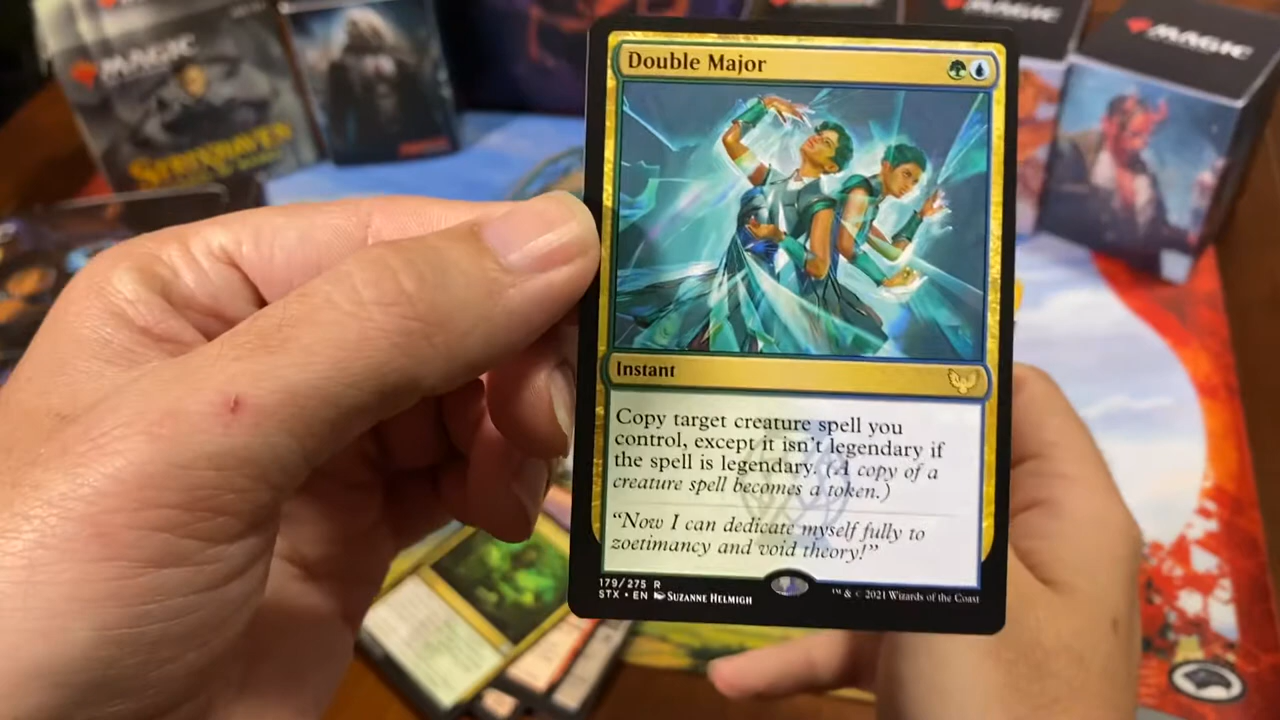 MAGIC
MAGIC
MAGIC
STRIXHAVEN
Double Major
Instant
Copy target creature spell you
control, except it isn't legendary if
the spell is legendary. (A copy of a
creature spell becomes a token.)
“Now I can dedicate myself fully to
zoetimancy and void theory!”
179/275 R
STX • EN SUZANNE HELMIGH
™ & © 2021 Wizards of the Coast